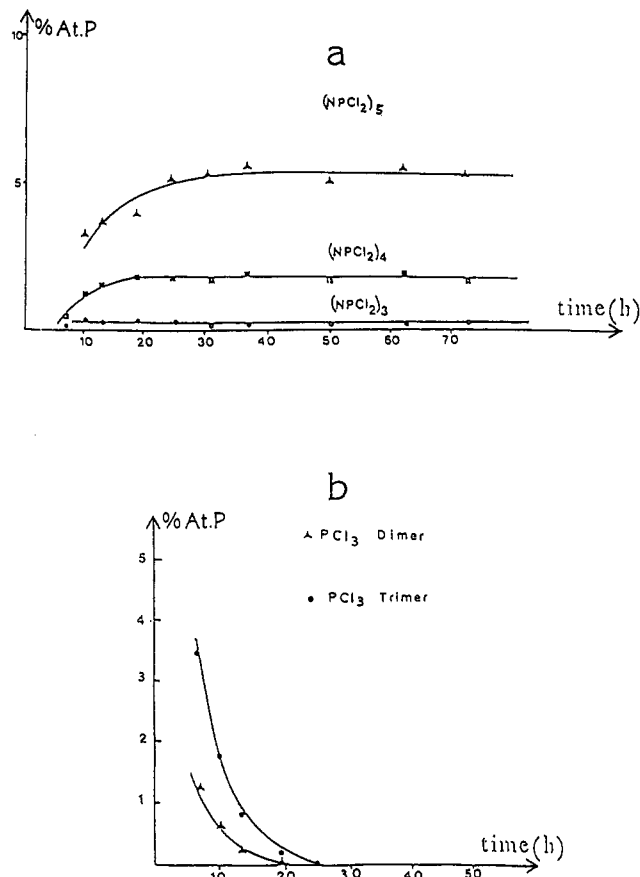 % At.P
10
a
(NPCl2)5
5
(NPCl2)4
(NPCl2)3
time(h)
10 20 30 40 50 60 70
b
% At.P
5
PCl3 Dimer
4
PCl3 Trimer
3
2
1
time(h)
10 20 30 40 50